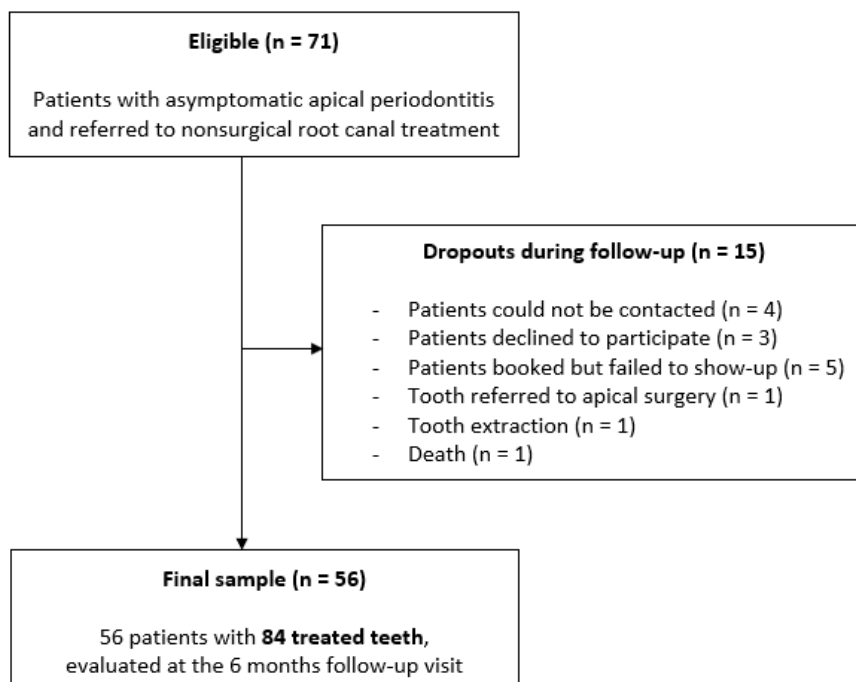 Eligible (n = 71)
Patients with asymptomatic apical periodontitis
and referred to nonsurgical root canal treatment
Dropouts during follow-up (n = 15)
- Patients could not be contacted (n = 4)
- Patients declined to participate (n = 3)
- Patients booked but failed to show-up (n = 5)
- Tooth referred to apical surgery (n = 1)
- Tooth extraction (n = 1)
- Death (n = 1)
Final sample (n = 56)
56 patients with 84 treated teeth,
evaluated at the 6 months follow-up visit